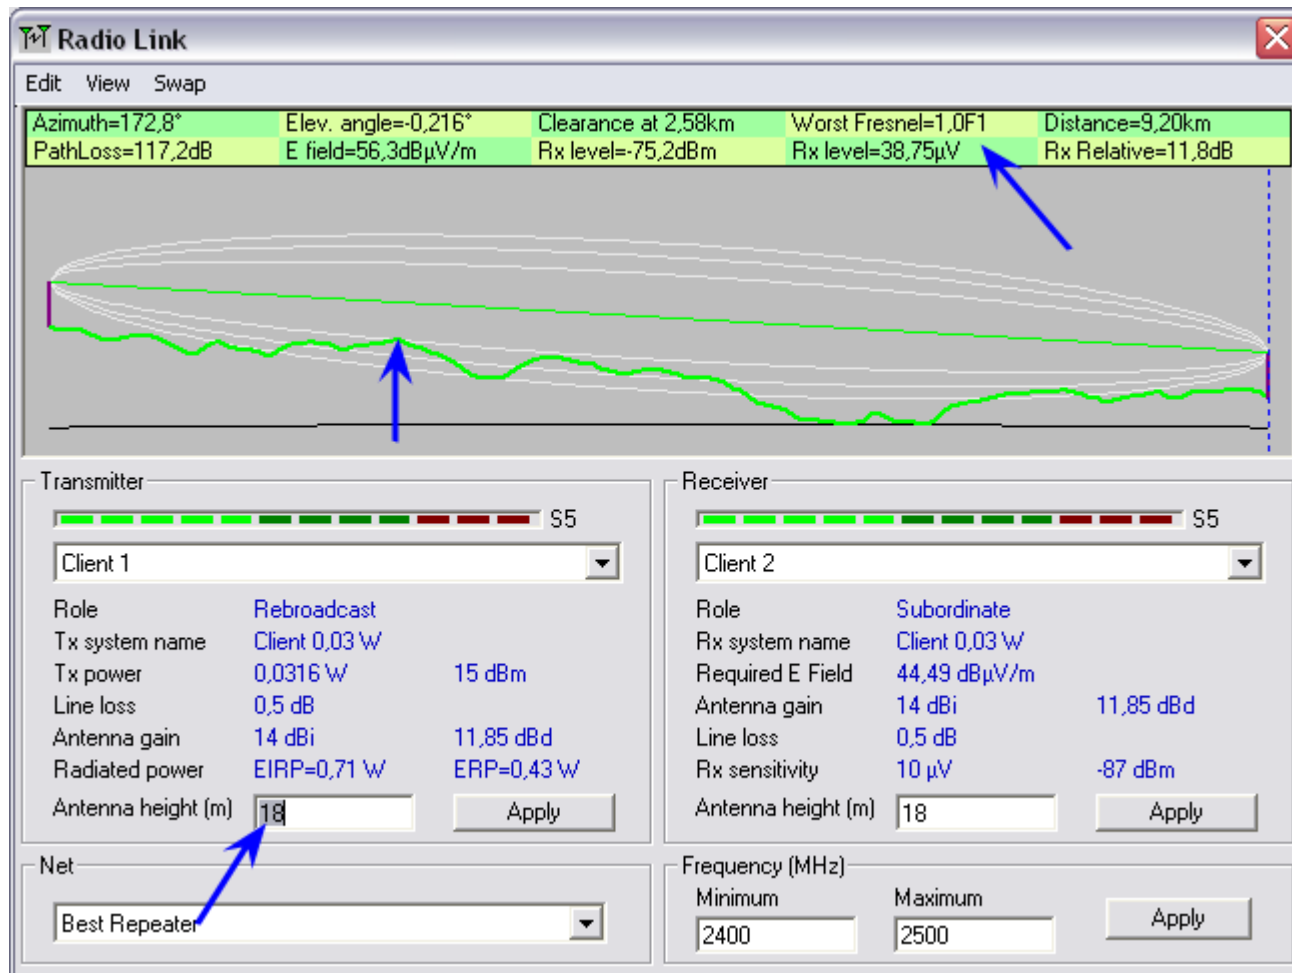 Radio Link
Edit View Swap
Azimuth=172,8° Elev. angle=-0,216° Clearance at 2,58km Worst Fresnel=1,0F1 Distance=9,20km
PathLoss=117,2dB E field=56,3dBµV/m Rx level=-75,2dBm Rx level=38,75µV Rx Relative=11,8dB
Transmitter
S5
Client 1
Role Rebroadcast
Tx system name Client 0,03 W
Tx power 0,0316 W 15 dBm
Line loss 0,5 dB
Antenna gain 14 dBi 11,85 dBd
Radiated power EIRP=0,71 W ERP=0,43 W
Antenna height (m) 18 Apply
Net
Best Repeater
Receiver
S5
Client 2
Role Subordinate
Rx system name Client 0,03 W
Required E Field 44,49 dBµV/m
Antenna gain 14 dBi 11,85 dBd
Line loss 0,5 dB
Rx sensitivity 10 µV -87 dBm
Antenna height (m) 18 Apply
Frequency (MHz)
Minimum Maximum
2400 2500 Apply